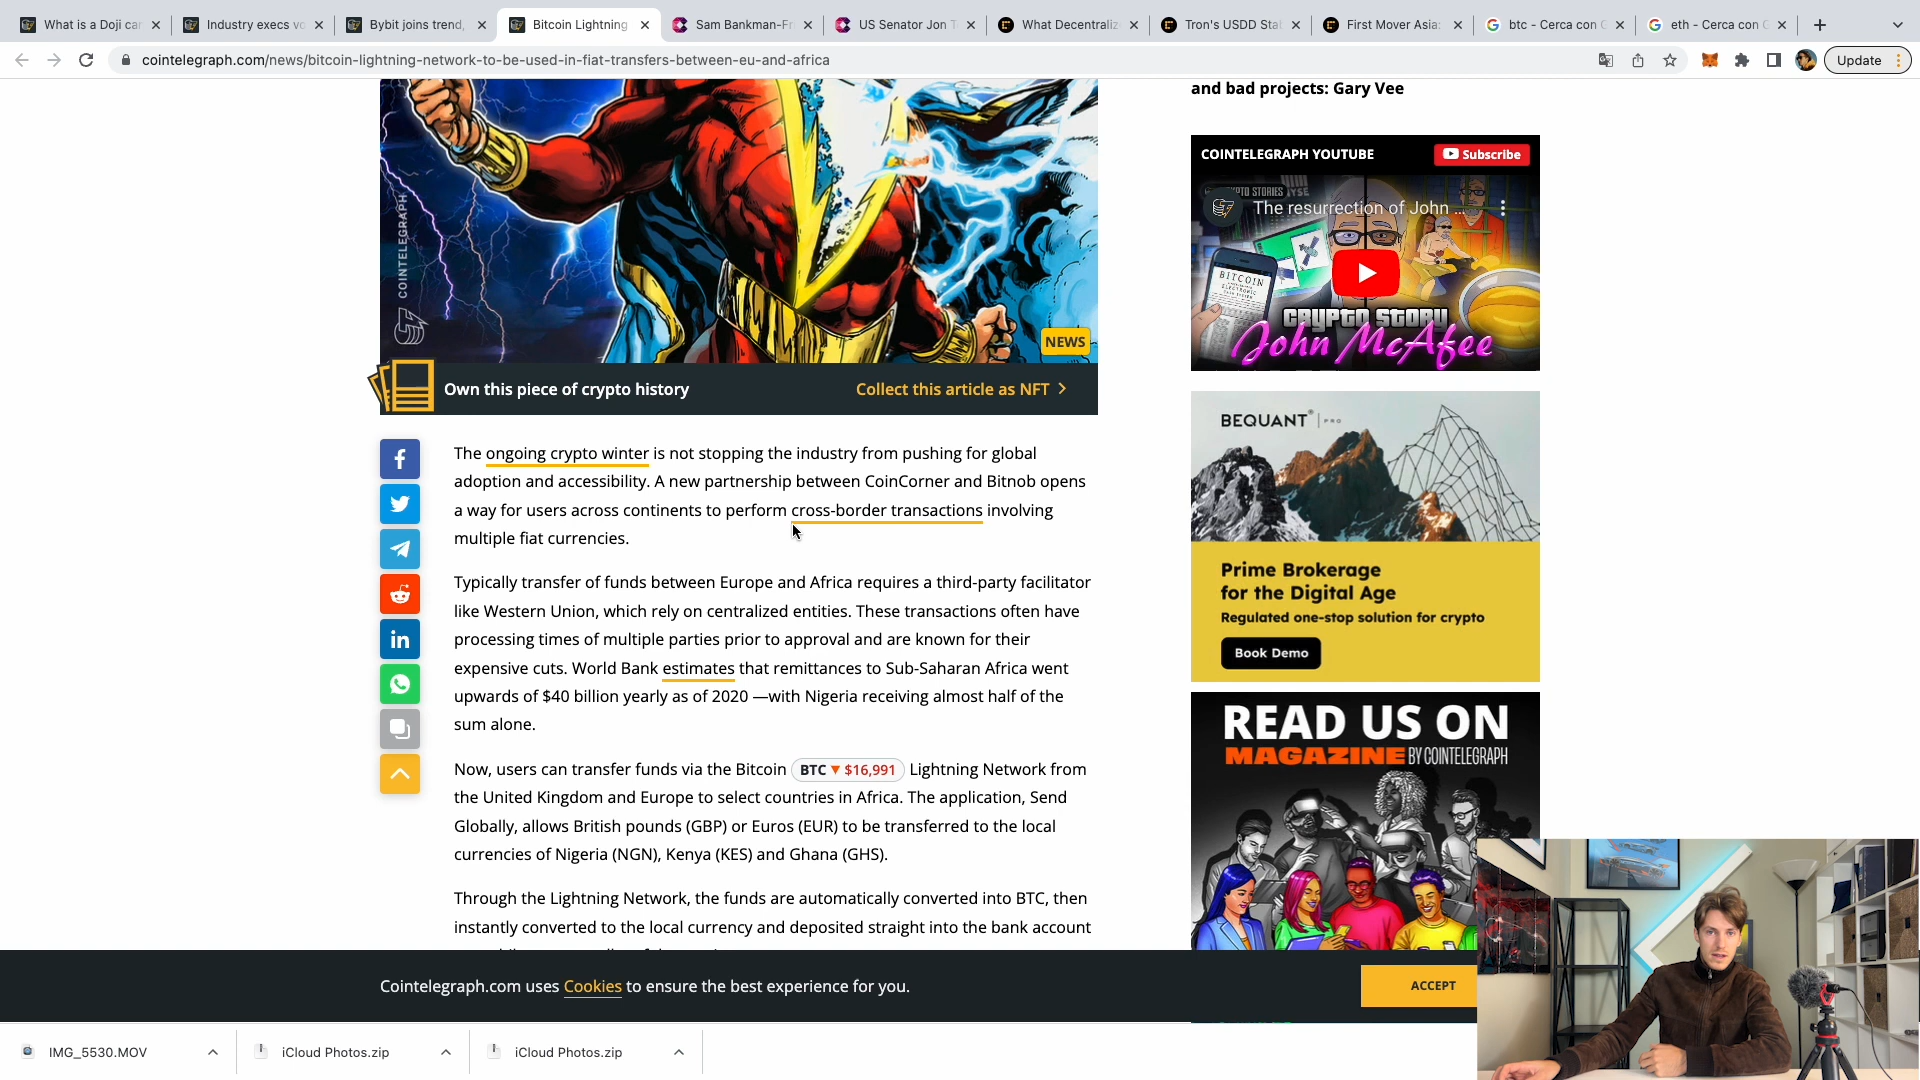 What is a Doji can
Industry execs vo
Bybit joins trend,
Bitcoin Lightning
Sam Bankman-Fr
US Senator Jon T
What Decentraliz
Tron's USDD Sta
First Mover Asia:
btc - Cerca con G
eth - Cerca con G
cointelegraph.com/news/bitcoin-lightning-network-to-be-used-in-fiat-transfers-between-eu-and-africa
Update
COINTELEGRAPH
NEWS
Own this piece of crypto history
Collect this article as NFT
The ongoing crypto winter is not stopping the industry from pushing for global
adoption and accessibility. A new partnership between CoinCorner and Bitnob opens
a way for users across continents to perform cross-border transactions involving
multiple fiat currencies.
Typically transfer of funds between Europe and Africa requires a third-party facilitator
like Western Union, which rely on centralized entities. These transactions often have
processing times of multiple parties prior to approval and are known for their
expensive cuts. World Bank estimates that remittances to Sub-Saharan Africa went
upwards of $40 billion yearly as of 2020 —with Nigeria receiving almost half of the
sum alone.
Now, users can transfer funds via the Bitcoin BTC ▼ $16,991 Lightning Network from
the United Kingdom and Europe to select countries in Africa. The application, Send
Globally, allows British pounds (GBP) or Euros (EUR) to be transferred to the local
currencies of Nigeria (NGN), Kenya (KES) and Ghana (GHS).
Through the Lightning Network, the funds are automatically converted into BTC, then
instantly converted to the local currency and deposited straight into the bank account
and bad projects: Gary Vee
COINTELEGRAPH YOUTUBE
Subscribe
The resurrection of John ...
BITCOIN
CRYPTO STORY
John McAfee
BEQUANT® | PRO
Prime Brokerage
for the Digital Age
Regulated one-stop solution for crypto
Book Demo
READ US ON
MAGAZINE BY COINTELEGRAPH
Cointelegraph.com uses Cookies to ensure the best experience for you.
ACCEPT
IMG_5530.MOV
iCloud Photos.zip
iCloud Photos.zip